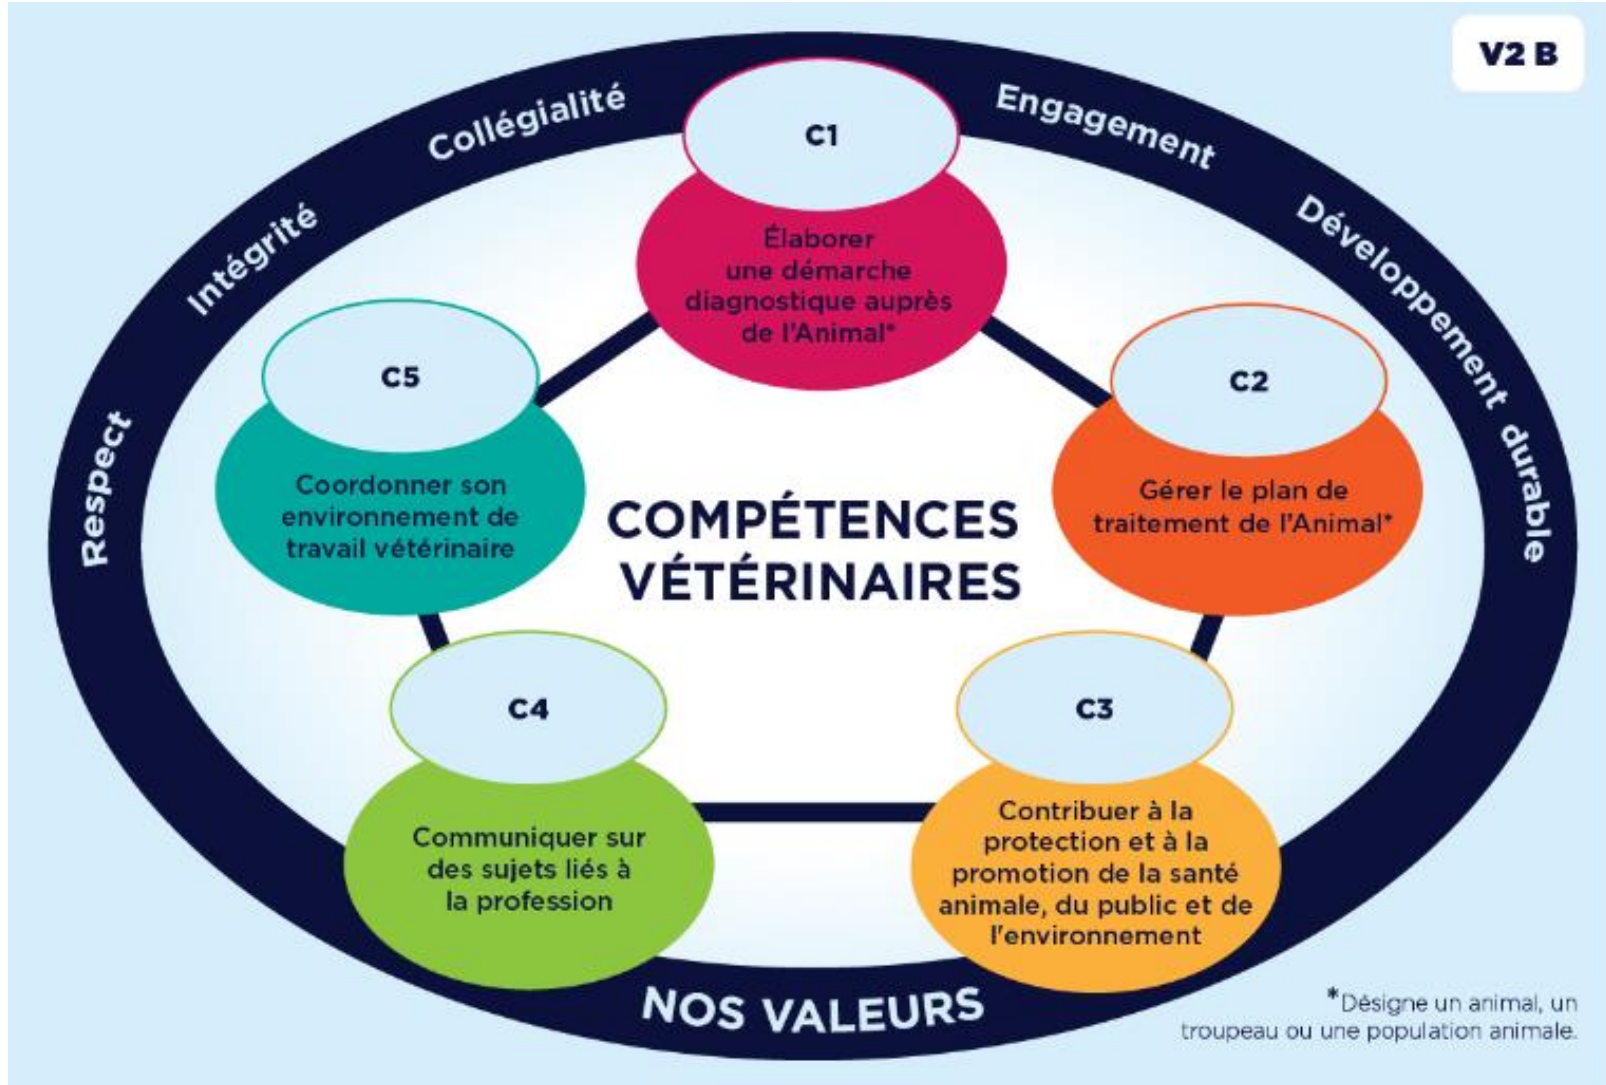 V2 B
Respect
Intégrité
Collégialité
Engagement
Développement durable
C1
Élaborer
une démarche
diagnostique auprès
de l'Animal*
C2
Gérer le plan de
traitement de l'Animal*
C3
Contribuer à la
protection et à la
promotion de la santé
animale, du public et de
l'environnement
C4
Communiquer sur
des sujets liés à
la profession
C5
Coordonner son
environnement de
travail vétérinaire
COMPÉTENCES
VÉTÉRINAIRES
NOS VALEURS
*Désigne un animal, un
troupeau ou une population animale.